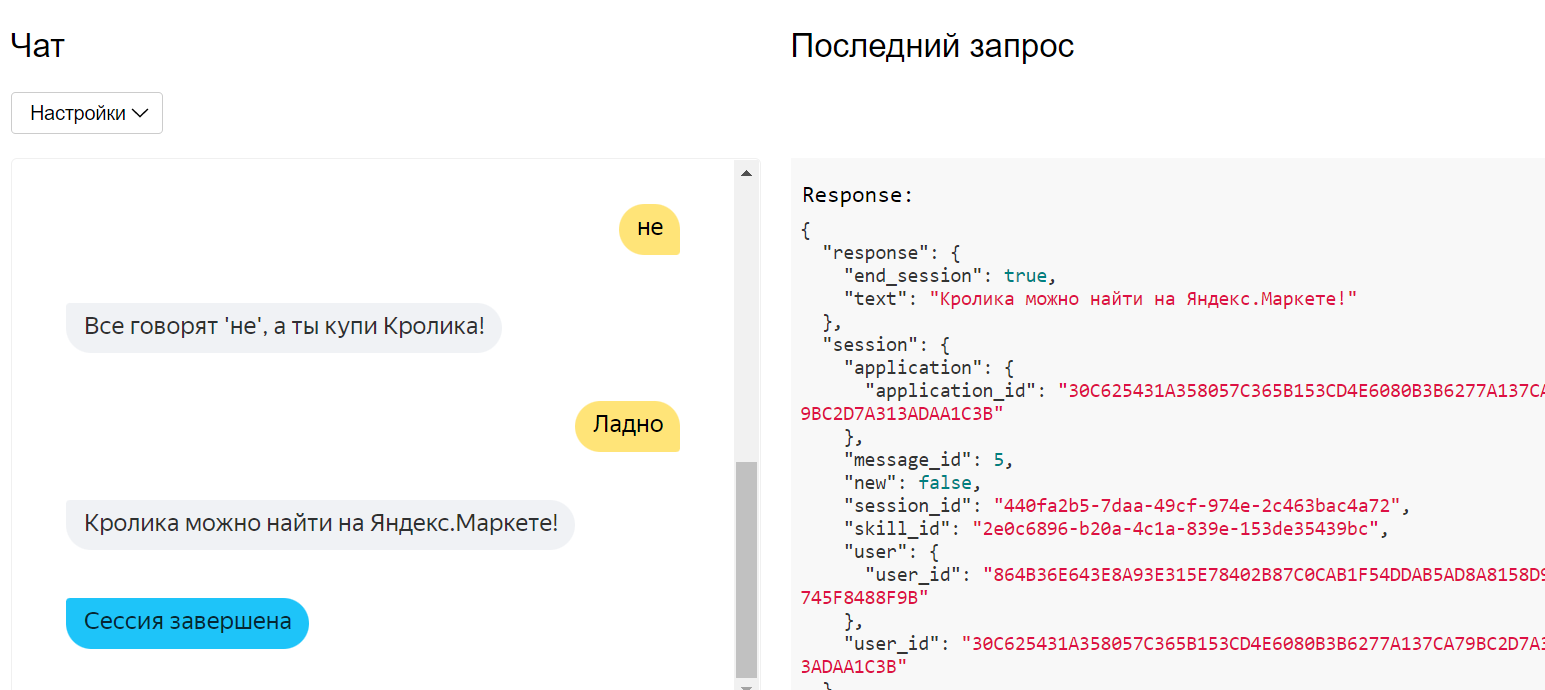 Чат
Настройки
не
Все говорят 'не', а ты купи Кролика!
Ладно
Кролика можно найти на Яндекс.Маркете!
Сессия завершена
Последний запрос
Response:
{
"response": {
"end_session": true,
"text": "Кролика можно найти на Яндекс.Маркете!"
},
"session": {
"application": {
"application_id": "30C625431A358057C365B153CD4E6080B3B6277A137CA
9BC2D7A313ADAA1C3B"
},
"message_id": 5,
"new": false,
"session_id": "440fa2b5-7daa-49cf-974e-2c463bac4a72",
"skill_id": "2e0c6896-b20a-4c1a-839e-153de35439bc",
"user": {
"user_id": "864B36E643E8A93E315E78402B87C0CAB1F54DDAB5AD8A8158D9
745F8488F9B"
},
"user_id": "30C625431A358057C365B153CD4E6080B3B6277A137CA79BC2D7A3
3ADAA1C3B"
}